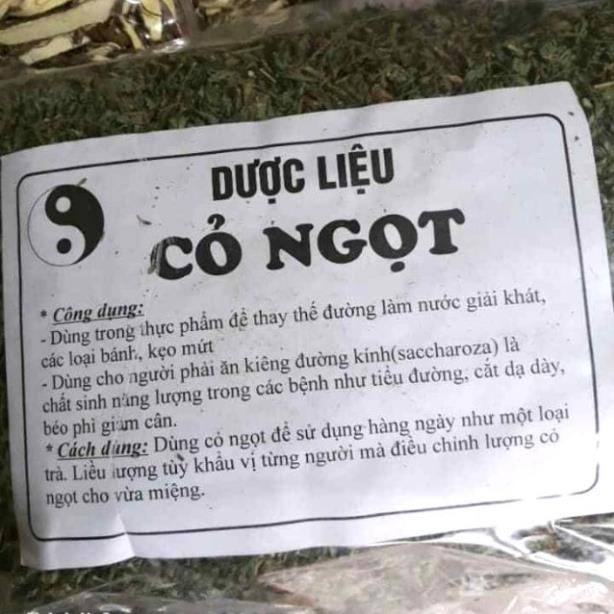 DƯỢC LIỆU
CỎ NGỌT
* Công dụng:
- Dùng trong thực phẩm để thay thế đường làm nước giải khát,
các loại bánh, kẹo mứt
- Dùng cho người phải ăn kiêng đường kính(saccharoza) là
chất sinh năng lượng trong các bệnh như tiểu đường, cắt dạ dày,
béo phì giảm cân.
* Cách dùng: Dùng cỏ ngọt để sử dụng hàng ngày như một loại
trà. Liều lượng tùy khẩu vị từng người mà điều chỉnh lượng cỏ
ngọt cho vừa miệng.